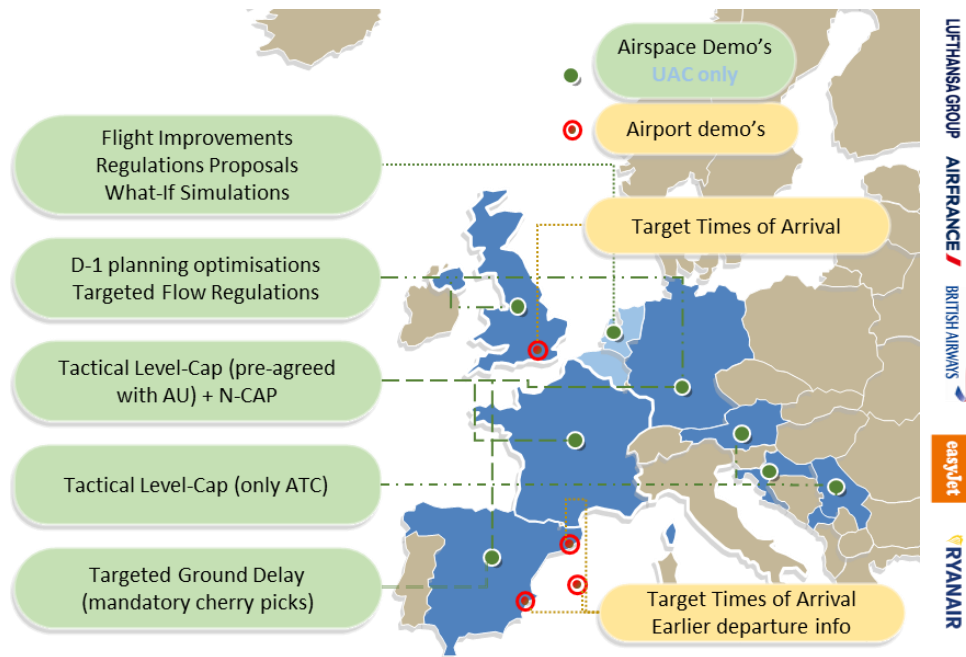 Airspace Demo's
UAC only
Airport demo's
Flight Improvements
Regulations Proposals
What-If Simulations
Target Times of Arrival
D-1 planning optimisations
Targeted Flow Regulations
Tactical Level-Cap (pre-agreed
with AU) + N-CAP
Tactical Level-Cap (only ATC)
Targeted Ground Delay
(mandatory cherry picks)
Target Times of Arrival
Earlier departure info
LUFTHANSA GROUP
AIRFRANCE
BRITISH AIRWAYS
easyJet
RYANAIR